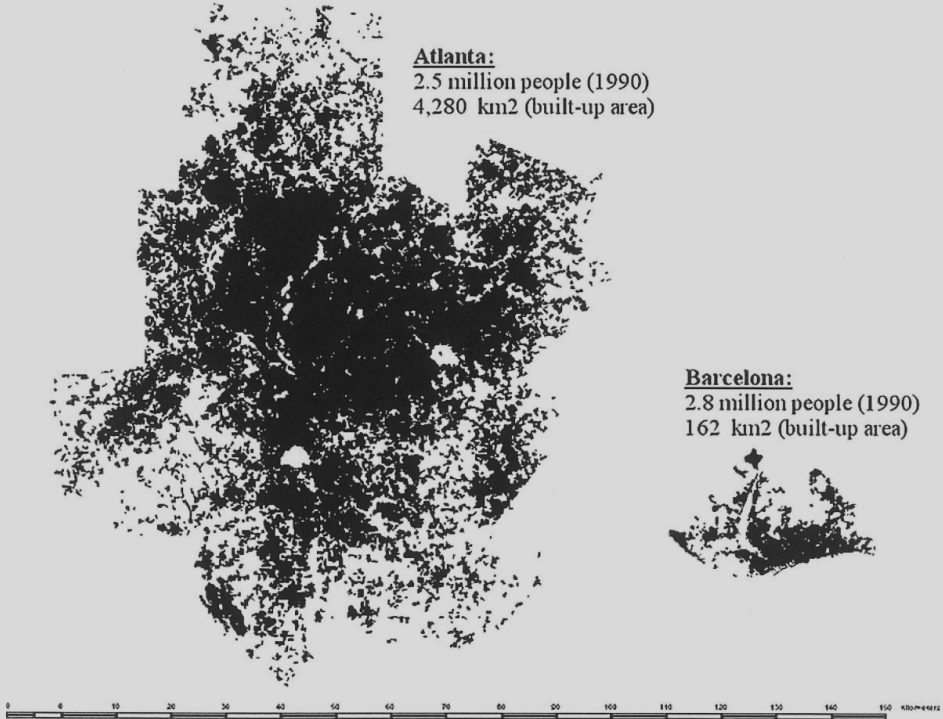 Atlanta:
2.5 million people (1990)
4,280 km2 (built-up area)
Barcelona:
2.8 million people (1990)
162 km2 (built-up area)
0 10 20 30 40 50 60 70 80 90 100 110 120 130 140 150 Kilometers